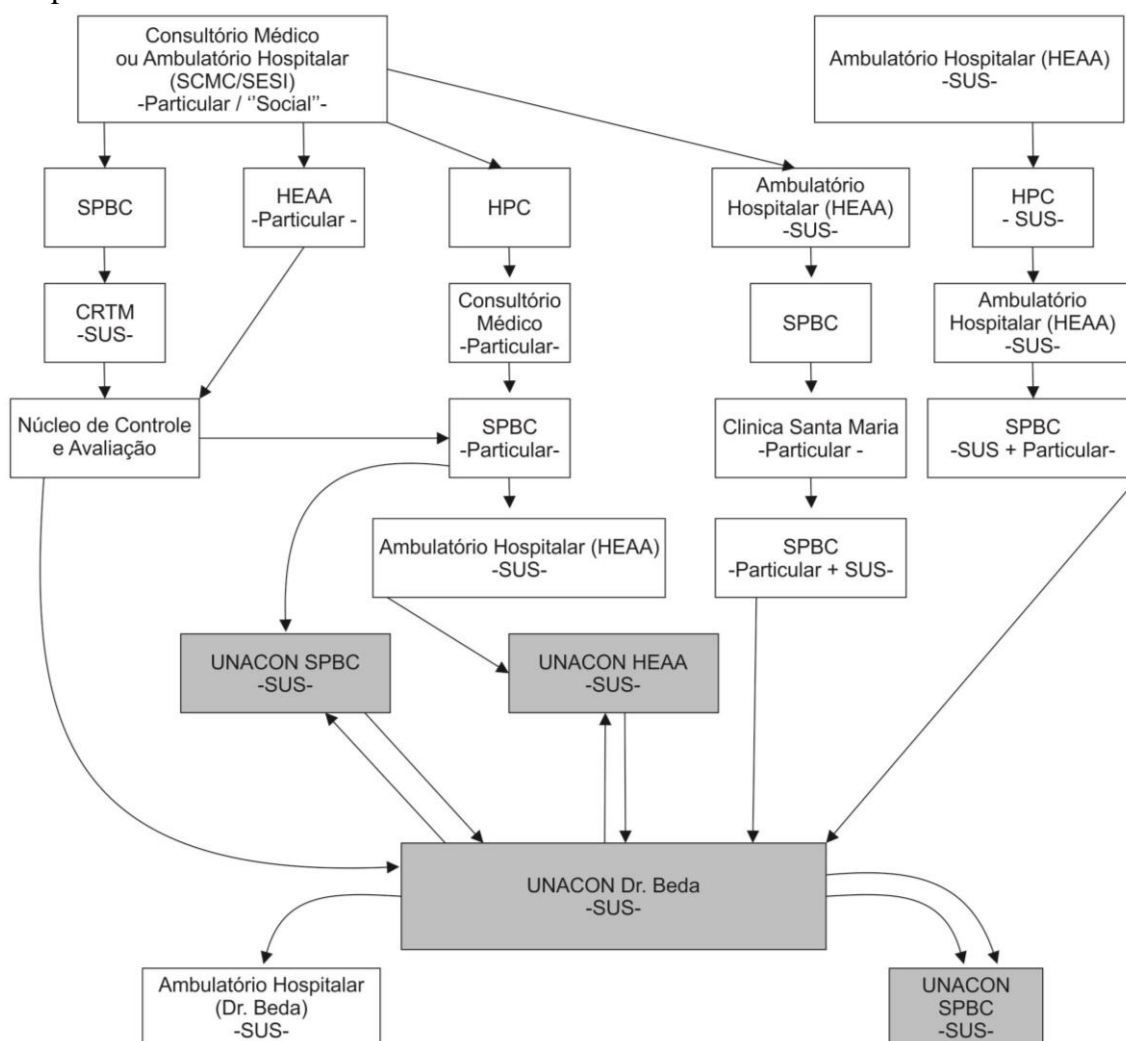 Consultório Médico
ou Ambulatório Hospitalar
(SCMC/SESI)
-Particular / ‘’Social’’-
Ambulatório Hospitalar (HEAA)
-SUS-
SPBC
HEAA
-Particular -
HPC
Ambulatório
Hospitalar (HEAA)
-SUS-
HPC
- SUS-
CRTM
-SUS-
Consultório
Médico
-Particular-
SPBC
Ambulatório
Hospitalar (HEAA)
-SUS-
Núcleo de Controle
e Avaliação
SPBC
-Particular-
Clinica Santa Maria
-Particular -
SPBC
-SUS + Particular-
Ambulatório Hospitalar (HEAA)
-SUS-
SPBC
-Particular + SUS-
UNACON SPBC
-SUS-
UNACON HEAA
-SUS-
UNACON Dr. Beda
-SUS-
Ambulatório Hospitalar
(Dr. Beda)
-SUS-
UNACON
SPBC
-SUS-